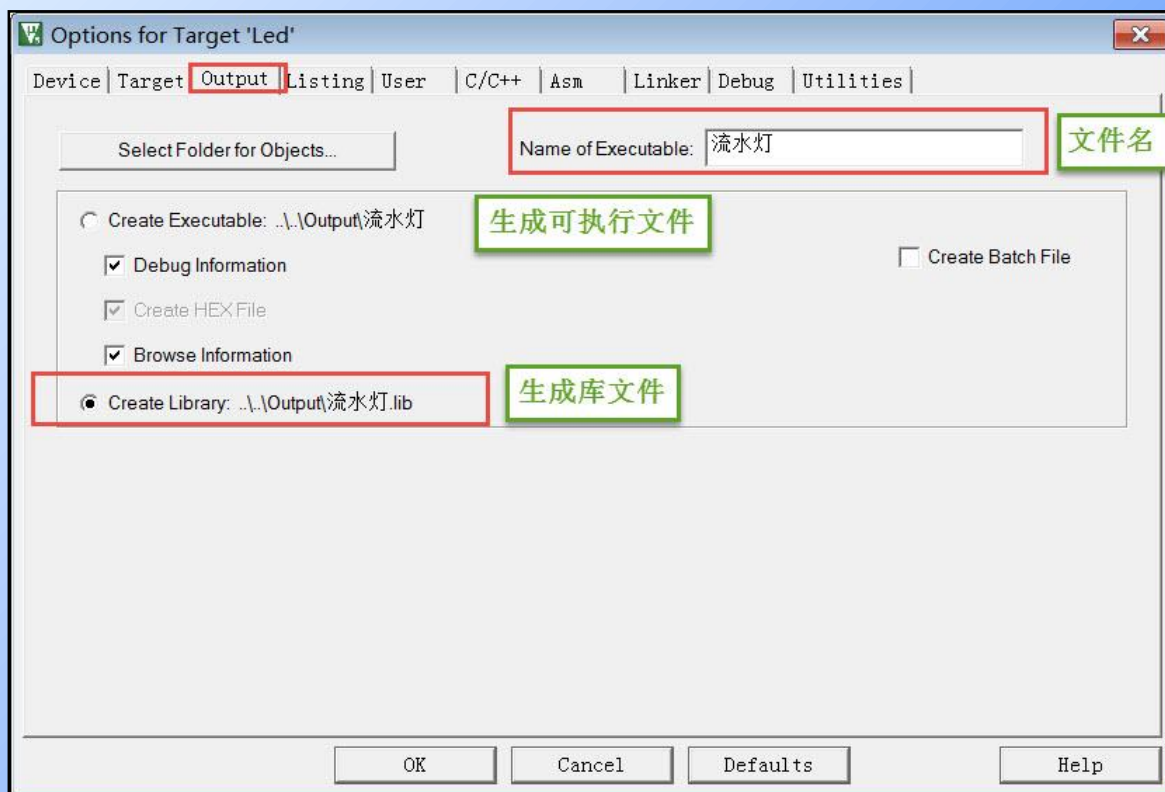 Options for Target 'Led'
Device Target Output Listing User C/C++ Asm Linker Debug Utilities
Select Folder for Objects... Name of Executable: 流水灯 文件名
Create Executable: ..\..\Output\流水灯 生成可执行文件
Debug Information Create Batch File
Create HEX File
Browse Information
Create Library: ..\..\Output\流水灯.lib 生成库文件
OK Cancel Defaults Help